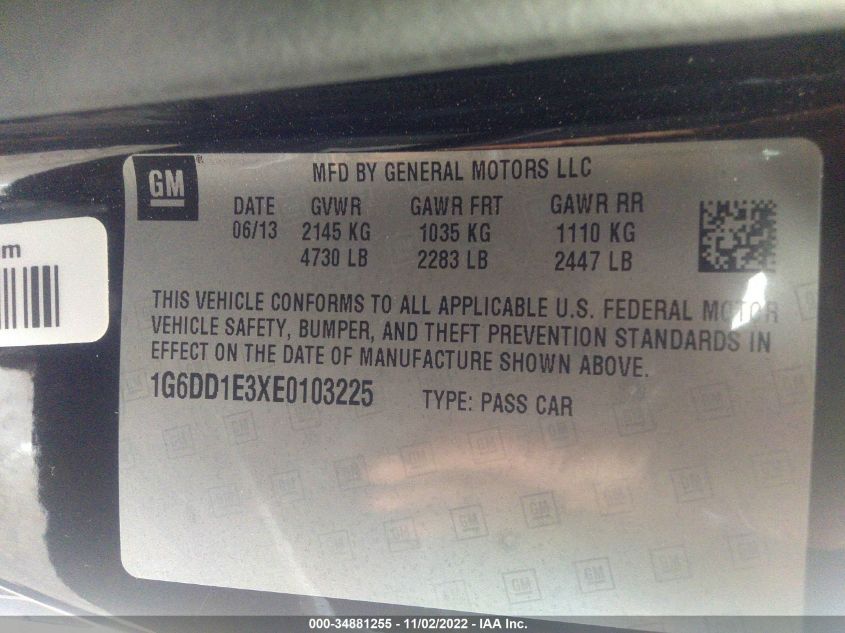 GM
MFD BY GENERAL MOTORS LLC
DATE GVWR GAWR FRT GAWR RR
06/13 2145 KG 1035 KG 1110 KG
4730 LB 2283 LB 2447 LB
THIS VEHICLE CONFORMS TO ALL APPLICABLE U.S. FEDERAL MOTOR
VEHICLE SAFETY, BUMPER, AND THEFT PREVENTION STANDARDS IN
EFFECT ON THE DATE OF MANUFACTURE SHOWN ABOVE.
1G6DD1E3XE0103225 TYPE: PASS CAR
000-34881255 - 11/02/2022 - IAA Inc.